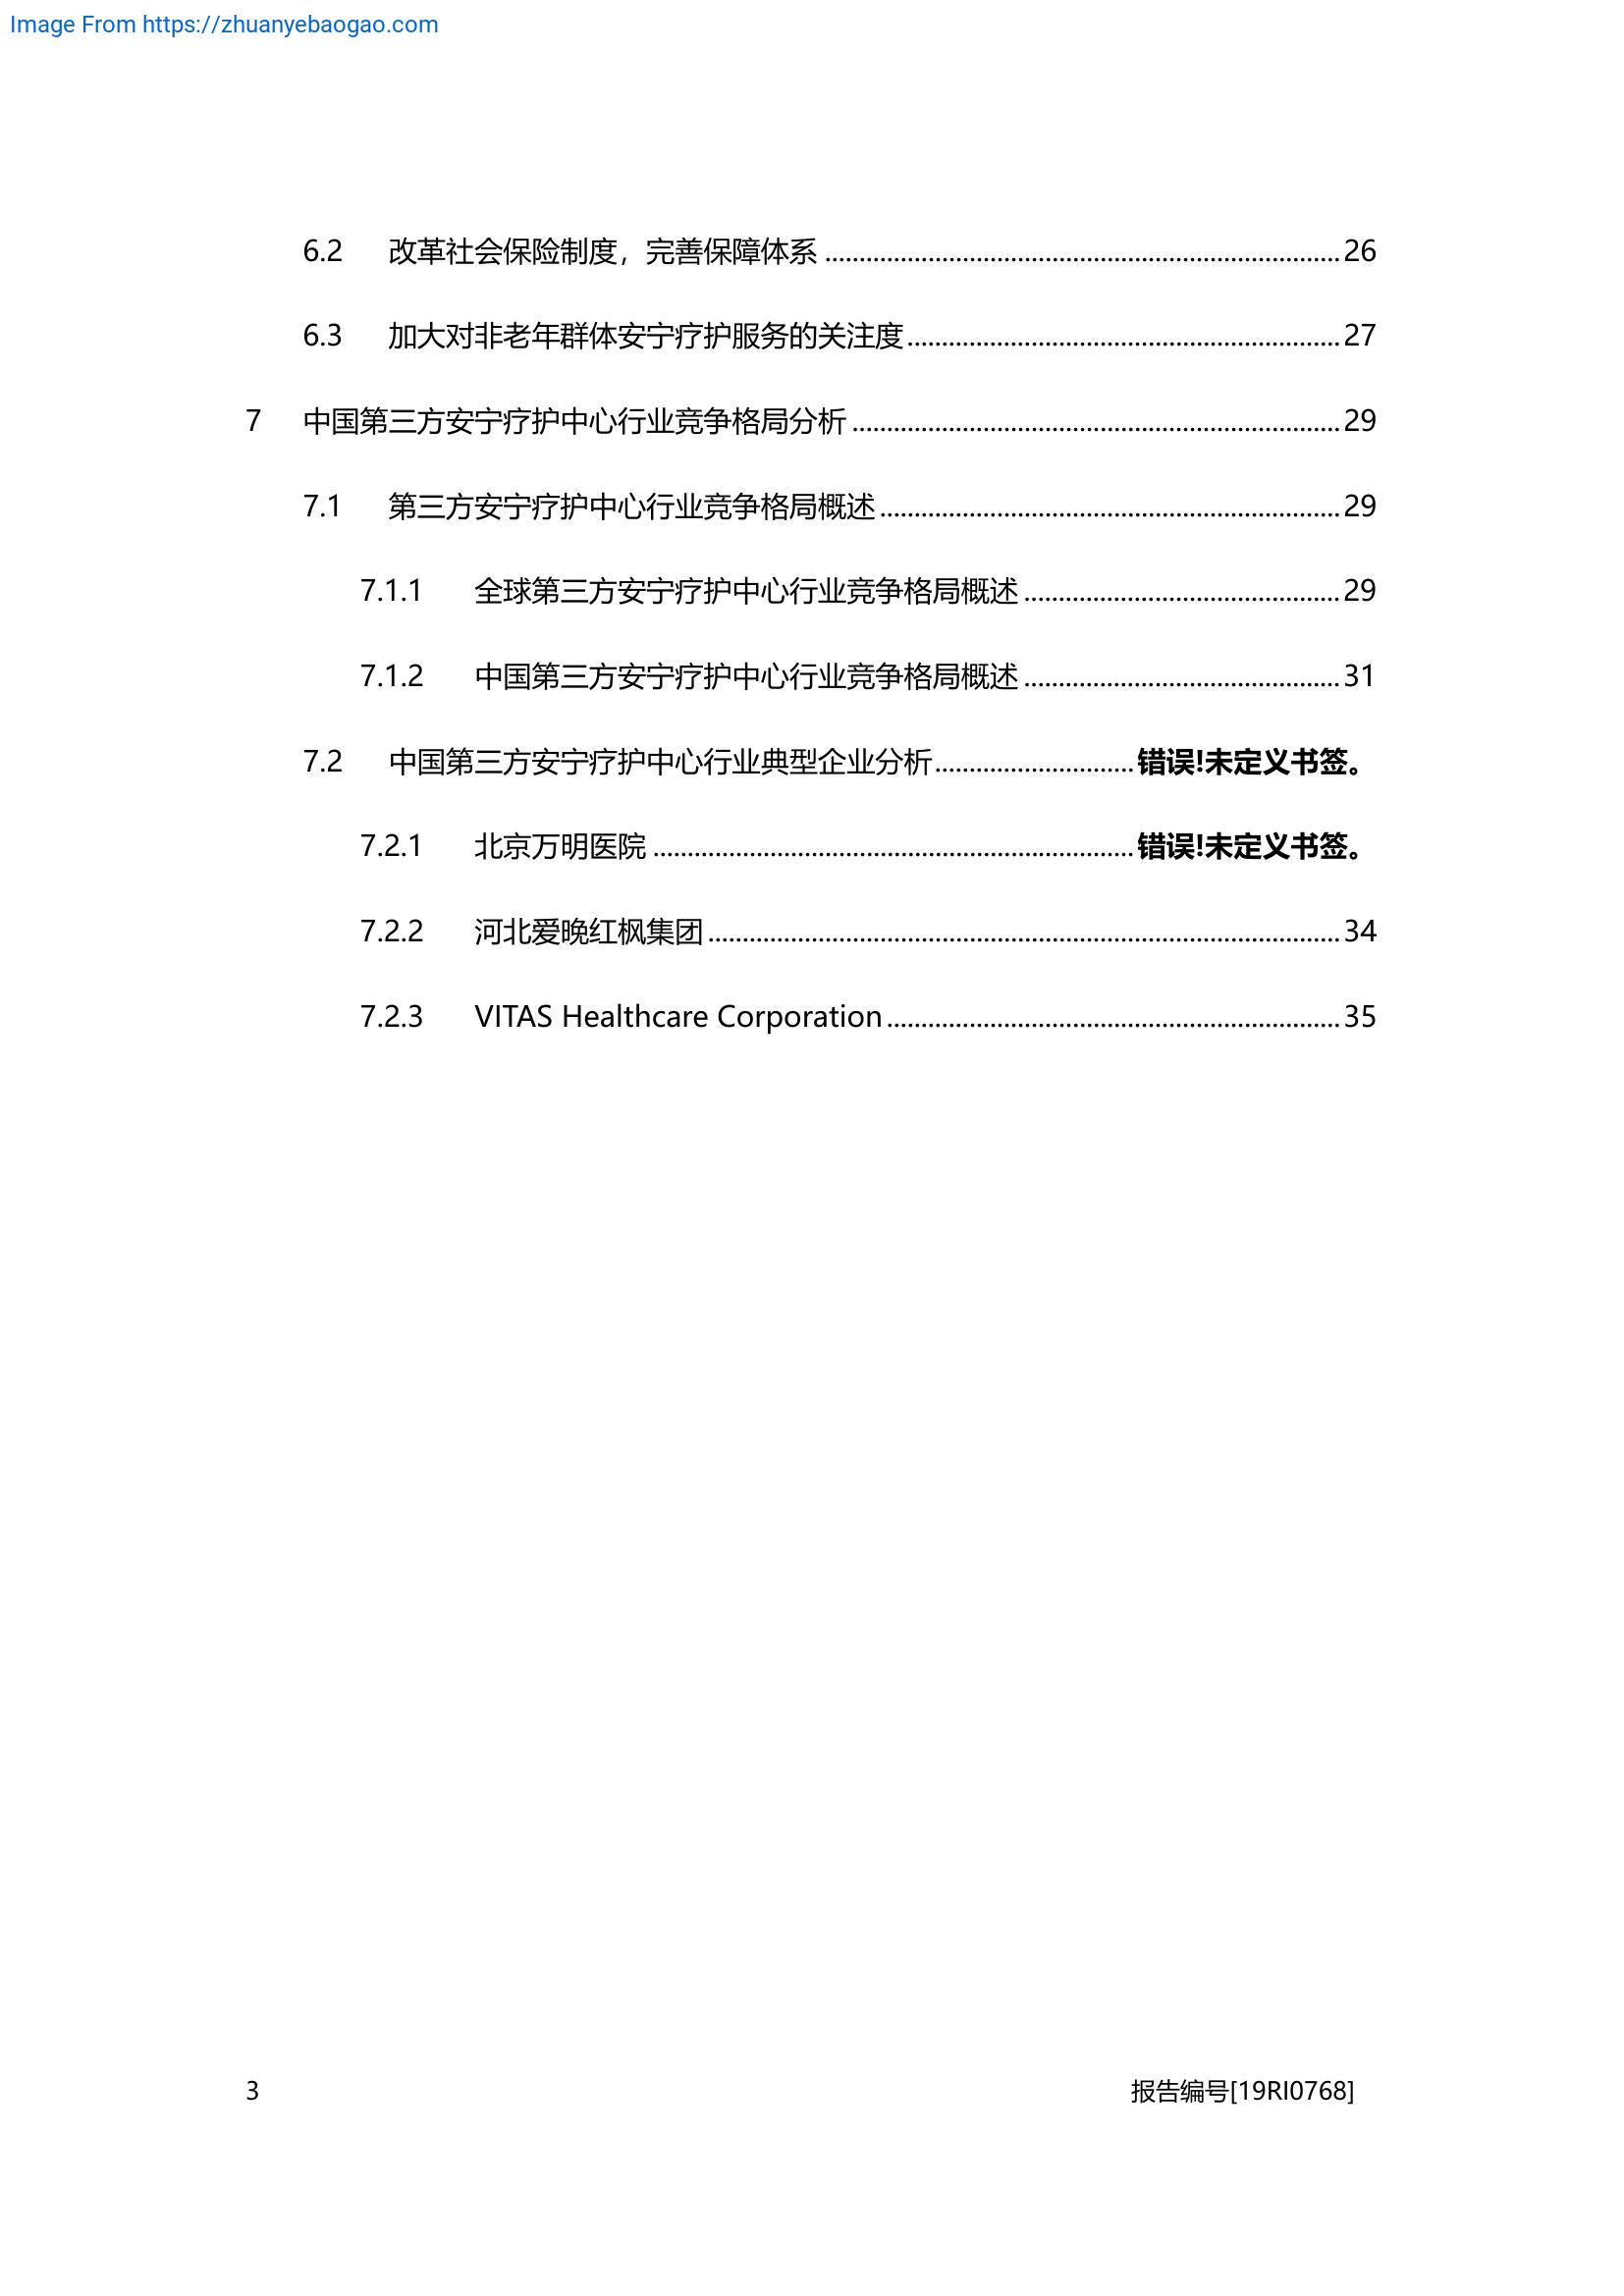 Image From https://zhuanyebaogao.com
6.2 改革社会保险制度，完善保障体系 ........................................................................... 26
6.3 加大对非老年群体安宁疗护服务的关注度............................................................... 27
7 中国第三方安宁疗护中心行业竞争格局分析 ....................................................................... 29
7.1 第三方安宁疗护中心行业竞争格局概述 ................................................................... 29
7.1.1 全球第三方安宁疗护中心行业竞争格局概述 .............................................. 29
7.1.2 中国第三方安宁疗护中心行业竞争格局概述 .............................................. 31
7.2 中国第三方安宁疗护中心行业典型企业分析............................. 错误!未定义书签。
7.2.1 北京万明医院 ...................................................................... 错误!未定义书签。
7.2.2 河北爱晚红枫集团 ............................................................................................ 34
7.2.3 VITAS Healthcare Corporation .................................................................. 35
3 报告编号[19RI0768]